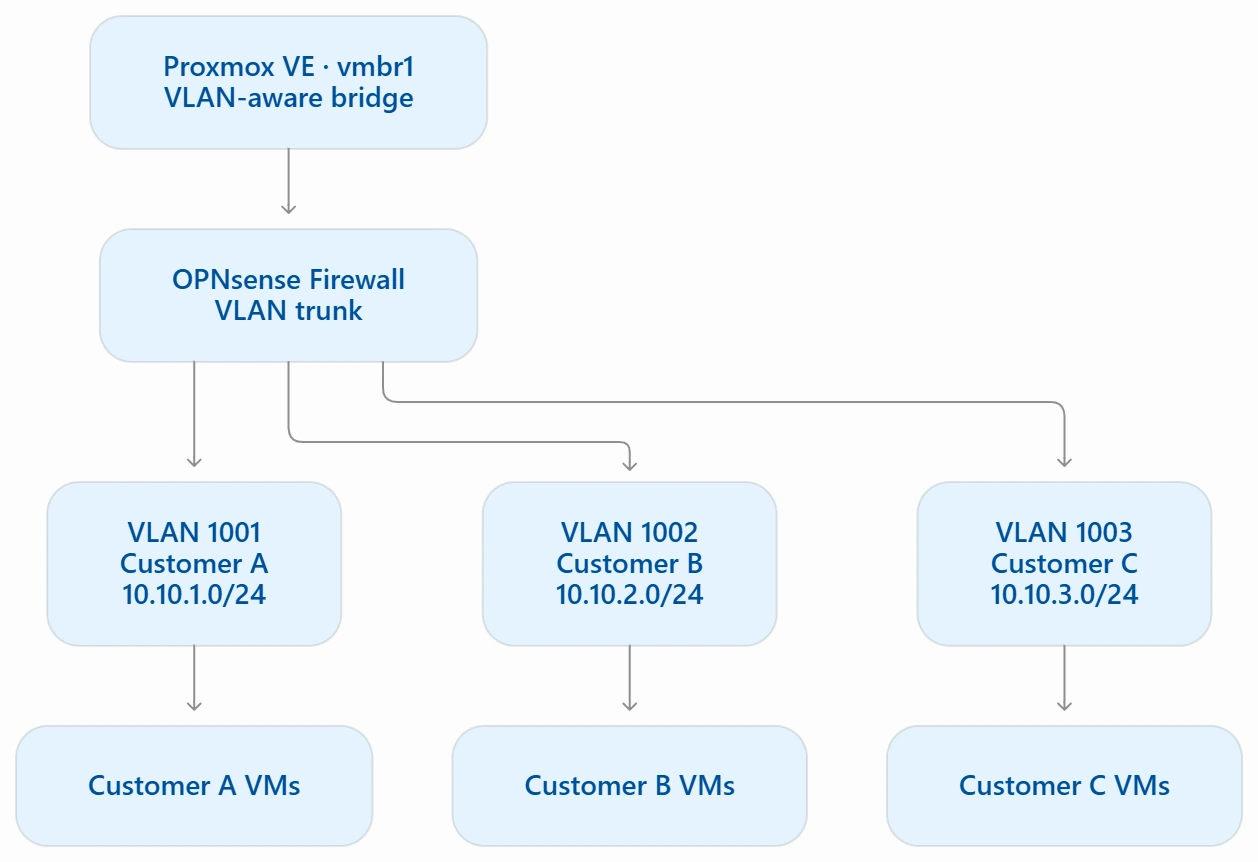 Proxmox VE · vmbr1
VLAN-aware bridge
OPNsense Firewall
VLAN trunk
VLAN 1001
Customer A
10.10.1.0/24
VLAN 1002
Customer B
10.10.2.0/24
VLAN 1003
Customer C
10.10.3.0/24
Customer A VMs
Customer B VMs
Customer C VMs